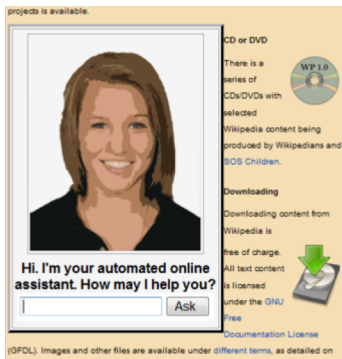 projects is available.
Hi. I'm your automated online
assistant. How may I help you?
Ask
CD or DVD
WP 1.0
There is a
series of
CDs/DVDs with
selected
Wikipedia content being
produced by Wikipedians and
SOS Children.
Downloading
Downloading content from
Wikipedia is
free of charge.
All text content
is licensed
under the GNU
Free
Documentation License
(GFDL). Images and other files are available under different terms, as detailed on